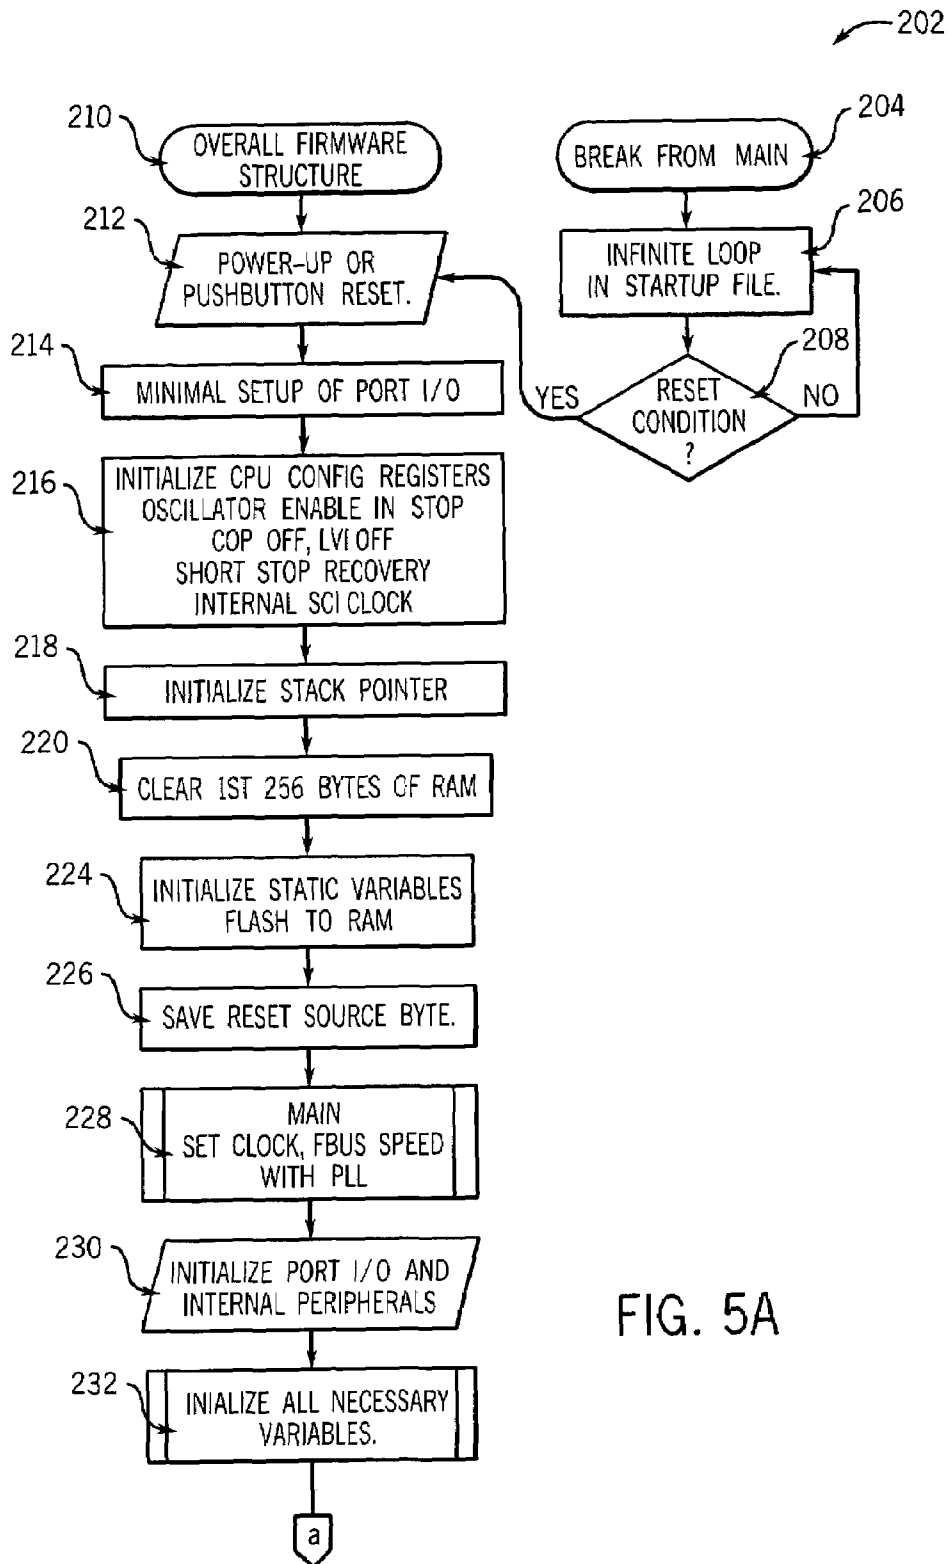 202
210
OVERALL FIRMWARE
STRUCTURE
204
BREAK FROM MAIN
212
POWER-UP OR
PUSHBUTTON RESET.
206
INFINITE LOOP
IN STARTUP FILE.
208
RESET
CONDITION
?
YES
NO
214
MINIMAL SETUP OF PORT I/O
216
INITIALIZE CPU CONFIG REGISTERS
OSCILLATOR ENABLE IN STOP
COP OFF, LVI OFF
SHORT STOP RECOVERY
INTERNAL SCI CLOCK
218
INITIALIZE STACK POINTER
220
CLEAR 1ST 256 BYTES OF RAM
224
INITIALIZE STATIC VARIABLES
FLASH TO RAM
226
SAVE RESET SOURCE BYTE.
228
MAIN
SET CLOCK, FBUS SPEED
WITH PLL
230
INITIALIZE PORT I/O AND
INTERNAL PERIPHERALS
232
INIALIZE ALL NECESSARY
VARIABLES.
a
FIG. 5A